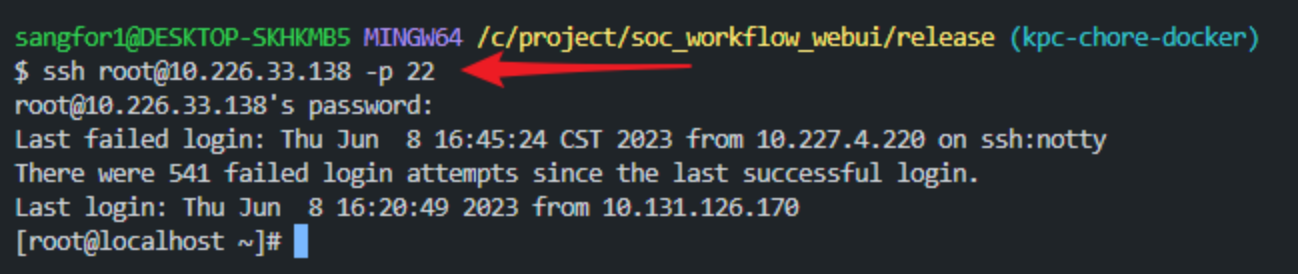 sangfor1@DESKTOP-SKHKMB5 MINGW64 /c/project/soc_workflow_webui/release (kpc-chore-docker)
$ ssh root@10.226.33.138 -p 22
root@10.226.33.138's password:
Last failed login: Thu Jun  8 16:45:24 CST 2023 from 10.227.4.220 on ssh:notty
There were 541 failed login attempts since the last successful login.
Last login: Thu Jun  8 16:20:49 2023 from 10.131.126.170
[root@localhost ~]#